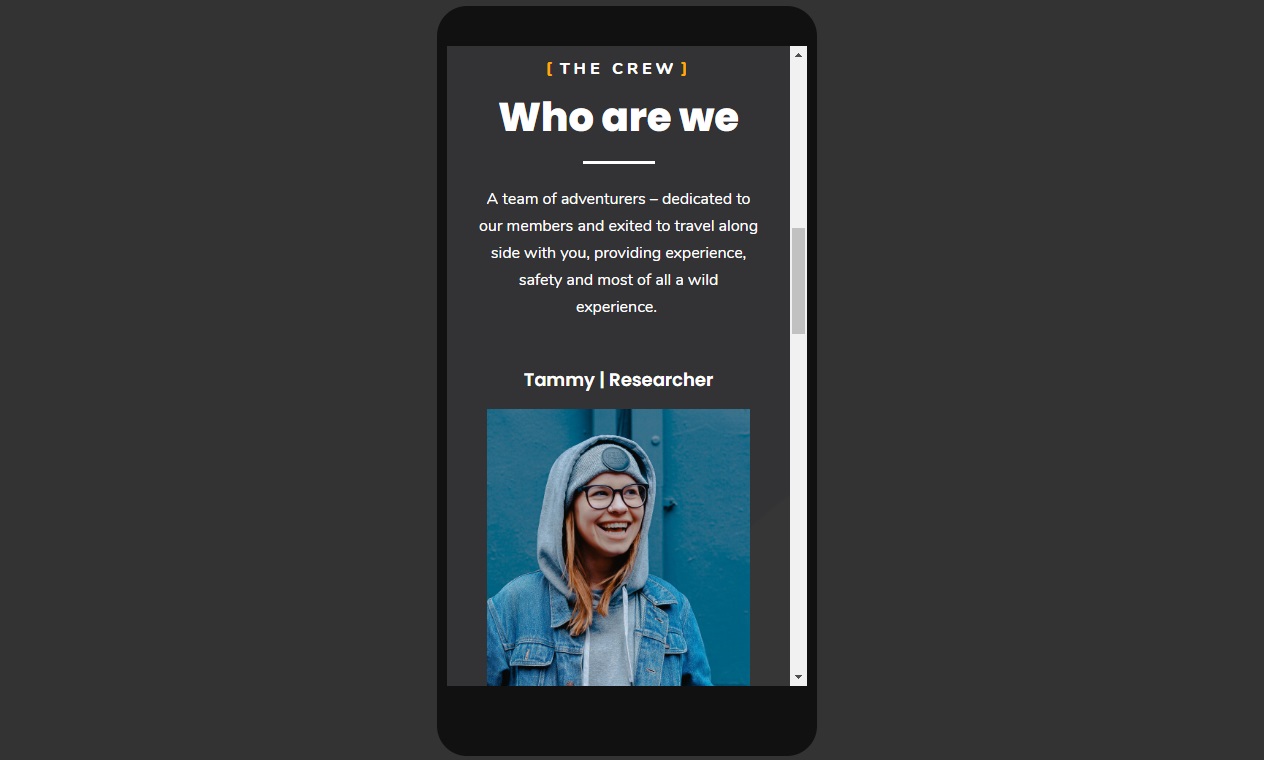 [ THE CREW ]
Who are we
A team of adventurers – dedicated to
our members and exited to travel along
side with you, providing experience,
safety and most of all a wild
experience.
Tammy | Researcher